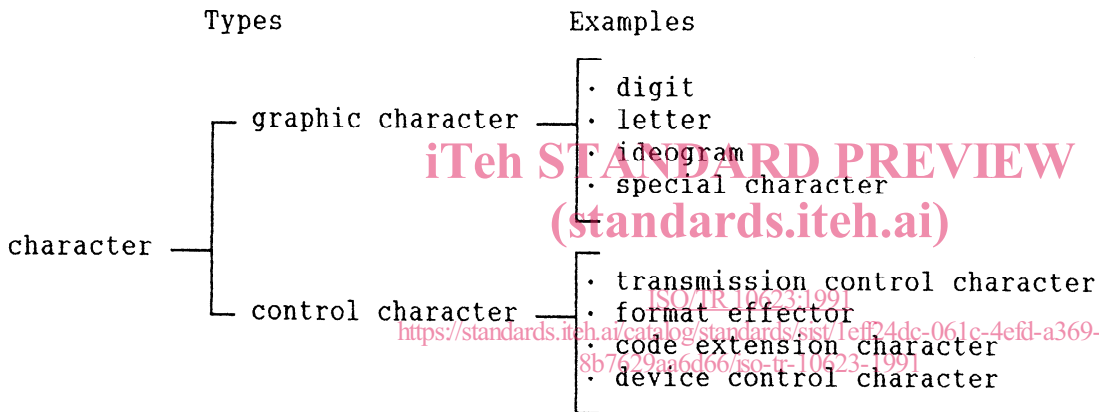 Types Examples
· digit
graphic character · letter
· ideogram
iTeh STANDARD PREVIEW
· special character
(standards.iteh.ai)
character
· transmission control character
ISO/TR 10623:1991
control character · format effector
https://standards.iteh.ai/catalog/standards/sist/1eff24dc-061c-4efd-a369-
· code extension character
8b7629aa6d66/iso-tr-10623-1991
· device control character